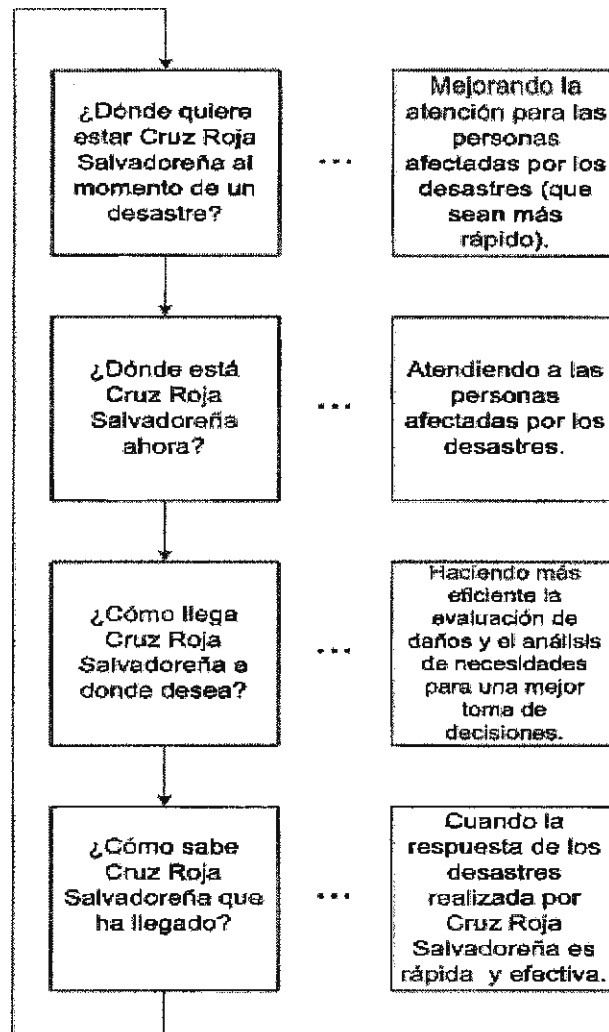 ¿Dónde quiere
estar Cruz Roja
Salvadoreña al
momento de un
desastre?
...
Mejorando la
atención para las
personas
afectadas por los
desastres (que
sean más
rápido).
¿Dónde está
Cruz Roja
Salvadoreña
ahora?
...
Atendiendo a las
personas
afectadas por los
desastres.
¿Cómo llega
Cruz Roja
Salvadoreña a
donde desea?
...
Haciendo más
eficiente la
evaluación de
daños y el análisis
de necesidades
para una mejor
toma de
decisiones.
¿Cómo sabe
Cruz Roja
Salvadoreña que
ha llegado?
...
Cuando la
respuesta de los
desastres
realizada por
Cruz Roja
Salvadoreña es
rápida y efectiva.